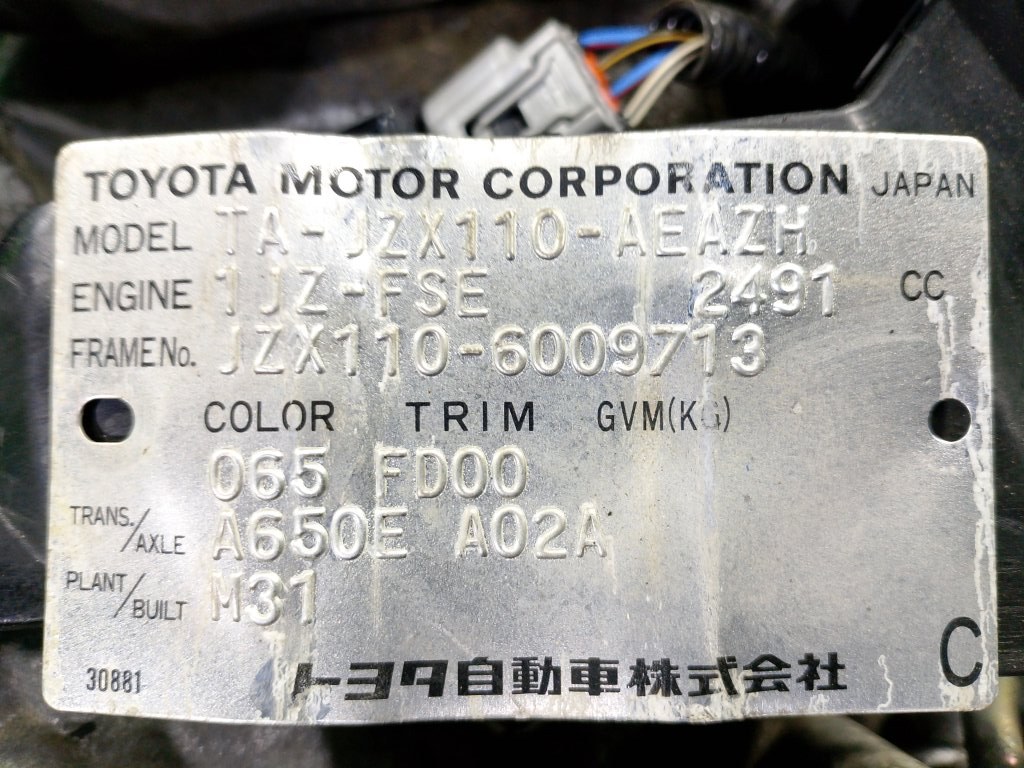 TOYOTA MOTOR CORPORATION JAPAN
MODEL TA-JZX110-AEAZH
ENGINE 1JZ-FSE 2491 CC
FRAME No. JZX110-6009713
COLOR TRIM GVM(KG)
065 FD00
TRANS./AXLE A650E A02A
PLANT/BUILT M31
C
30881 トヨタ自動車株式会社